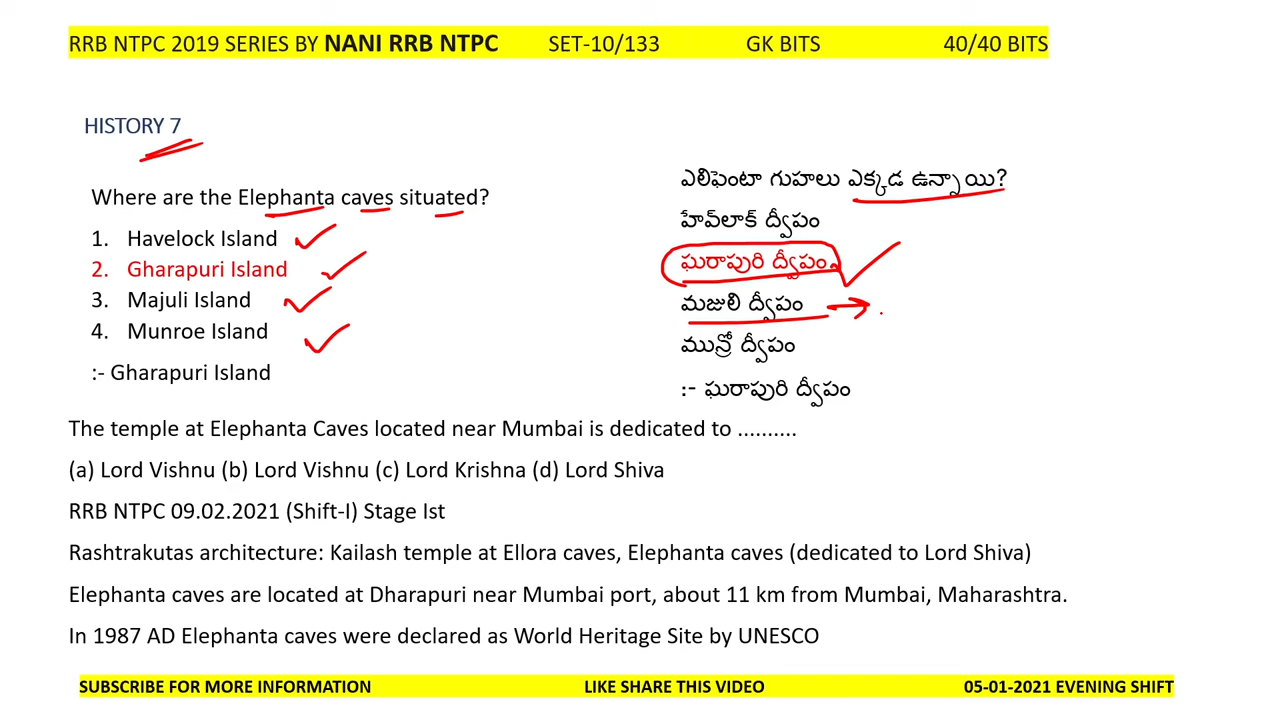 RRB NTPC 2019 SERIES BY NANI RRB NTPC SET-10/133 GK BITS 40/40 BITS
HISTORY 7
Where are the Elephanta caves situated?
1. Havelock Island
2. Gharapuri Island
3. Majuli Island
4. Munroe Island
:- Gharapuri Island
ఎలిఫెంటా గుహలు ఎక్కడ ఉన్నాయి?
హేవ్‌లాక్ ద్వీపం
ఘరాపురి ద్వీపం
మజులి ద్వీపం
మున్రో ద్వీపం
:- ఘరాపురి ద్వీపం
The temple at Elephanta Caves located near Mumbai is dedicated to ..........
(a) Lord Vishnu (b) Lord Vishnu (c) Lord Krishna (d) Lord Shiva
RRB NTPC 09.02.2021 (Shift-I) Stage Ist
Rashtrakutas architecture: Kailash temple at Ellora caves, Elephanta caves (dedicated to Lord Shiva)
Elephanta caves are located at Dharapuri near Mumbai port, about 11 km from Mumbai, Maharashtra.
In 1987 AD Elephanta caves were declared as World Heritage Site by UNESCO
SUBSCRIBE FOR MORE INFORMATION LIKE SHARE THIS VIDEO 05-01-2021 EVENING SHIFT